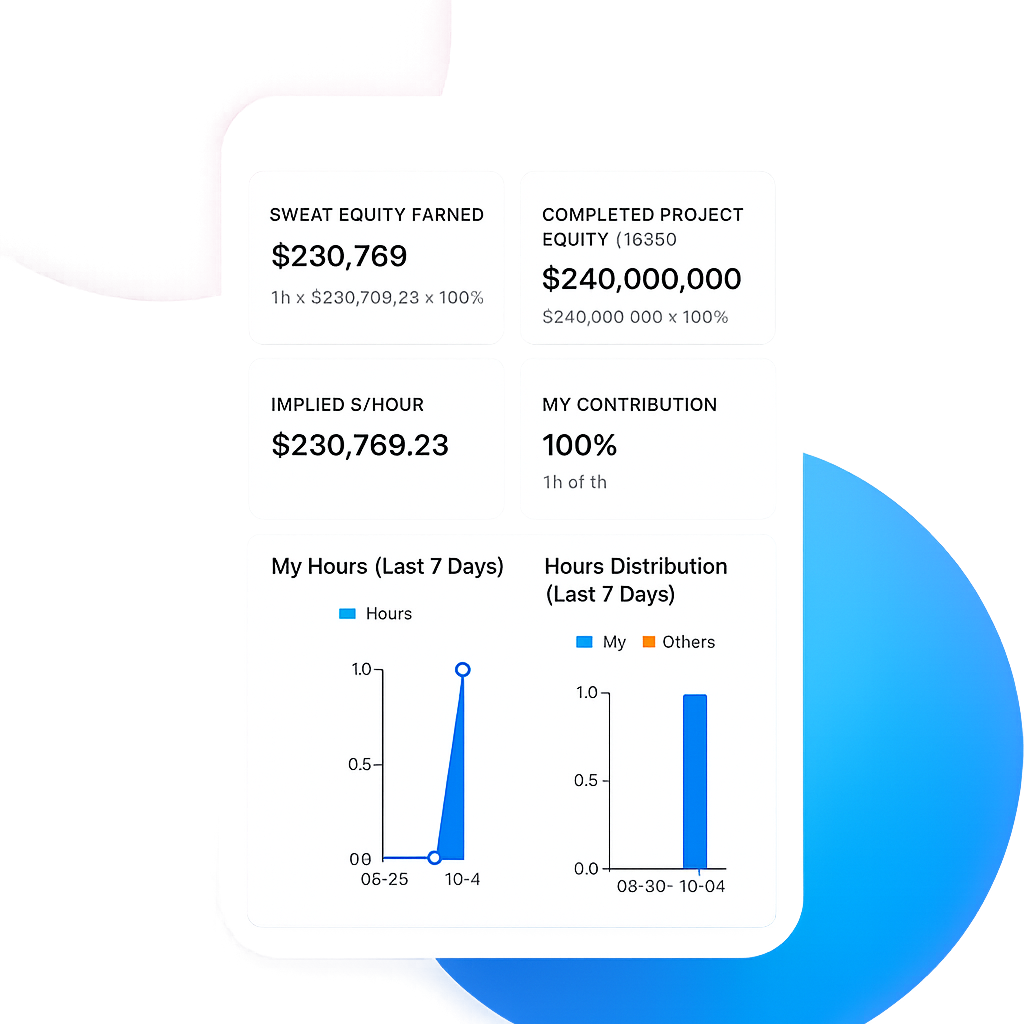 SWEAT EQUITY FARNED
$230,769
1h x $230,709,23 x 100%
COMPLETED PROJECT
EQUITY (16350
$240,000,000
$240,000 000 x 100%
IMPLIED S/HOUR
$230,769.23
MY CONTRIBUTION
100%
1h of th
My Hours (Last 7 Days)
Hours
1.0
0.5
0θ
06-25 10-4
Hours Distribution
(Last 7 Days)
My Others
1.0
0.5
0.0
08-30- 10-04